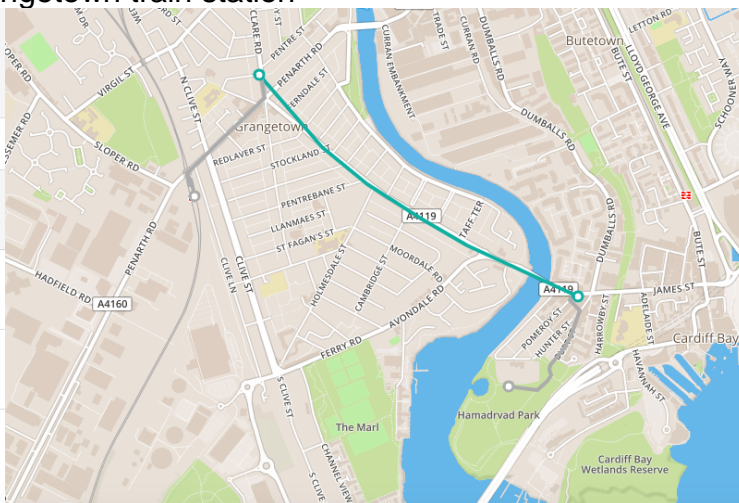 ngetown train station
CLARE RD
PENTRE ST
PENARTH RD
VIRGIL ST
N CLIVE ST
SLOPER RD
CURRAN EMBANKMENT
TRADE ST
CURRAN RD
DUMBALLS RD
Butetown
LETTON RD
BUTE ST
LLOYD GEORGE AVE
SCHOONER WAY
Grangetown
REDLAVER ST
STOCKLAND ST
DUMBALLS RD
PENTREBANE ST
LLANMAES ST
ST FAGAN'S ST
A4119
TAFF TER
PENARTH RD
HADFIELD RD
A4160
CLIVE ST
CLIVE LN
HOLMESDALE ST
CAMBRIDGE ST
MOORDALE RD
AVONDALE RD
FERRY RD
A4119
DUMBALLS RD
BUTE ST
JAMES ST
POMEROY ST
HUNTER ST
HARROWBY ST
ADELAIDE ST
Cardiff Bay
HAVANNAH ST
S CLIVE ST
The Marl
CHANNEL VIEW
S CLIVE
Hamadryad Park
Cardiff Bay
Wetlands Reserve